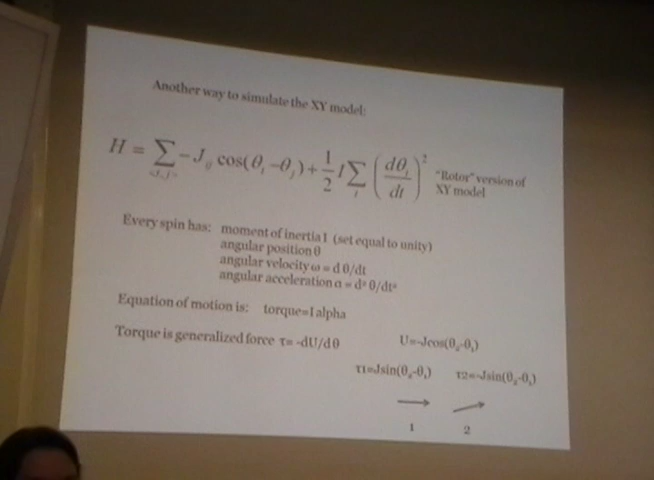 Another way to simulate the XY model:
H = ∑<i,j> -J_ij cos(θ_i -θ_j)+ 1/2 I∑_i (dθ_i/dt)^2 "Rotor" version of
XY model
Every spin has: moment of inertia I (set equal to unity)
angular position θ
angular velocity ω = d θ/dt
angular acceleration α = d² θ/dt²
Equation of motion is: torque=I alpha
Torque is generalized force τ= -dU/dθ
U=-Jcos(θ₂-θ₁)
τ1=Jsin(θ₂-θ₁) τ2=-Jsin(θ₂-θ₁)
1 2